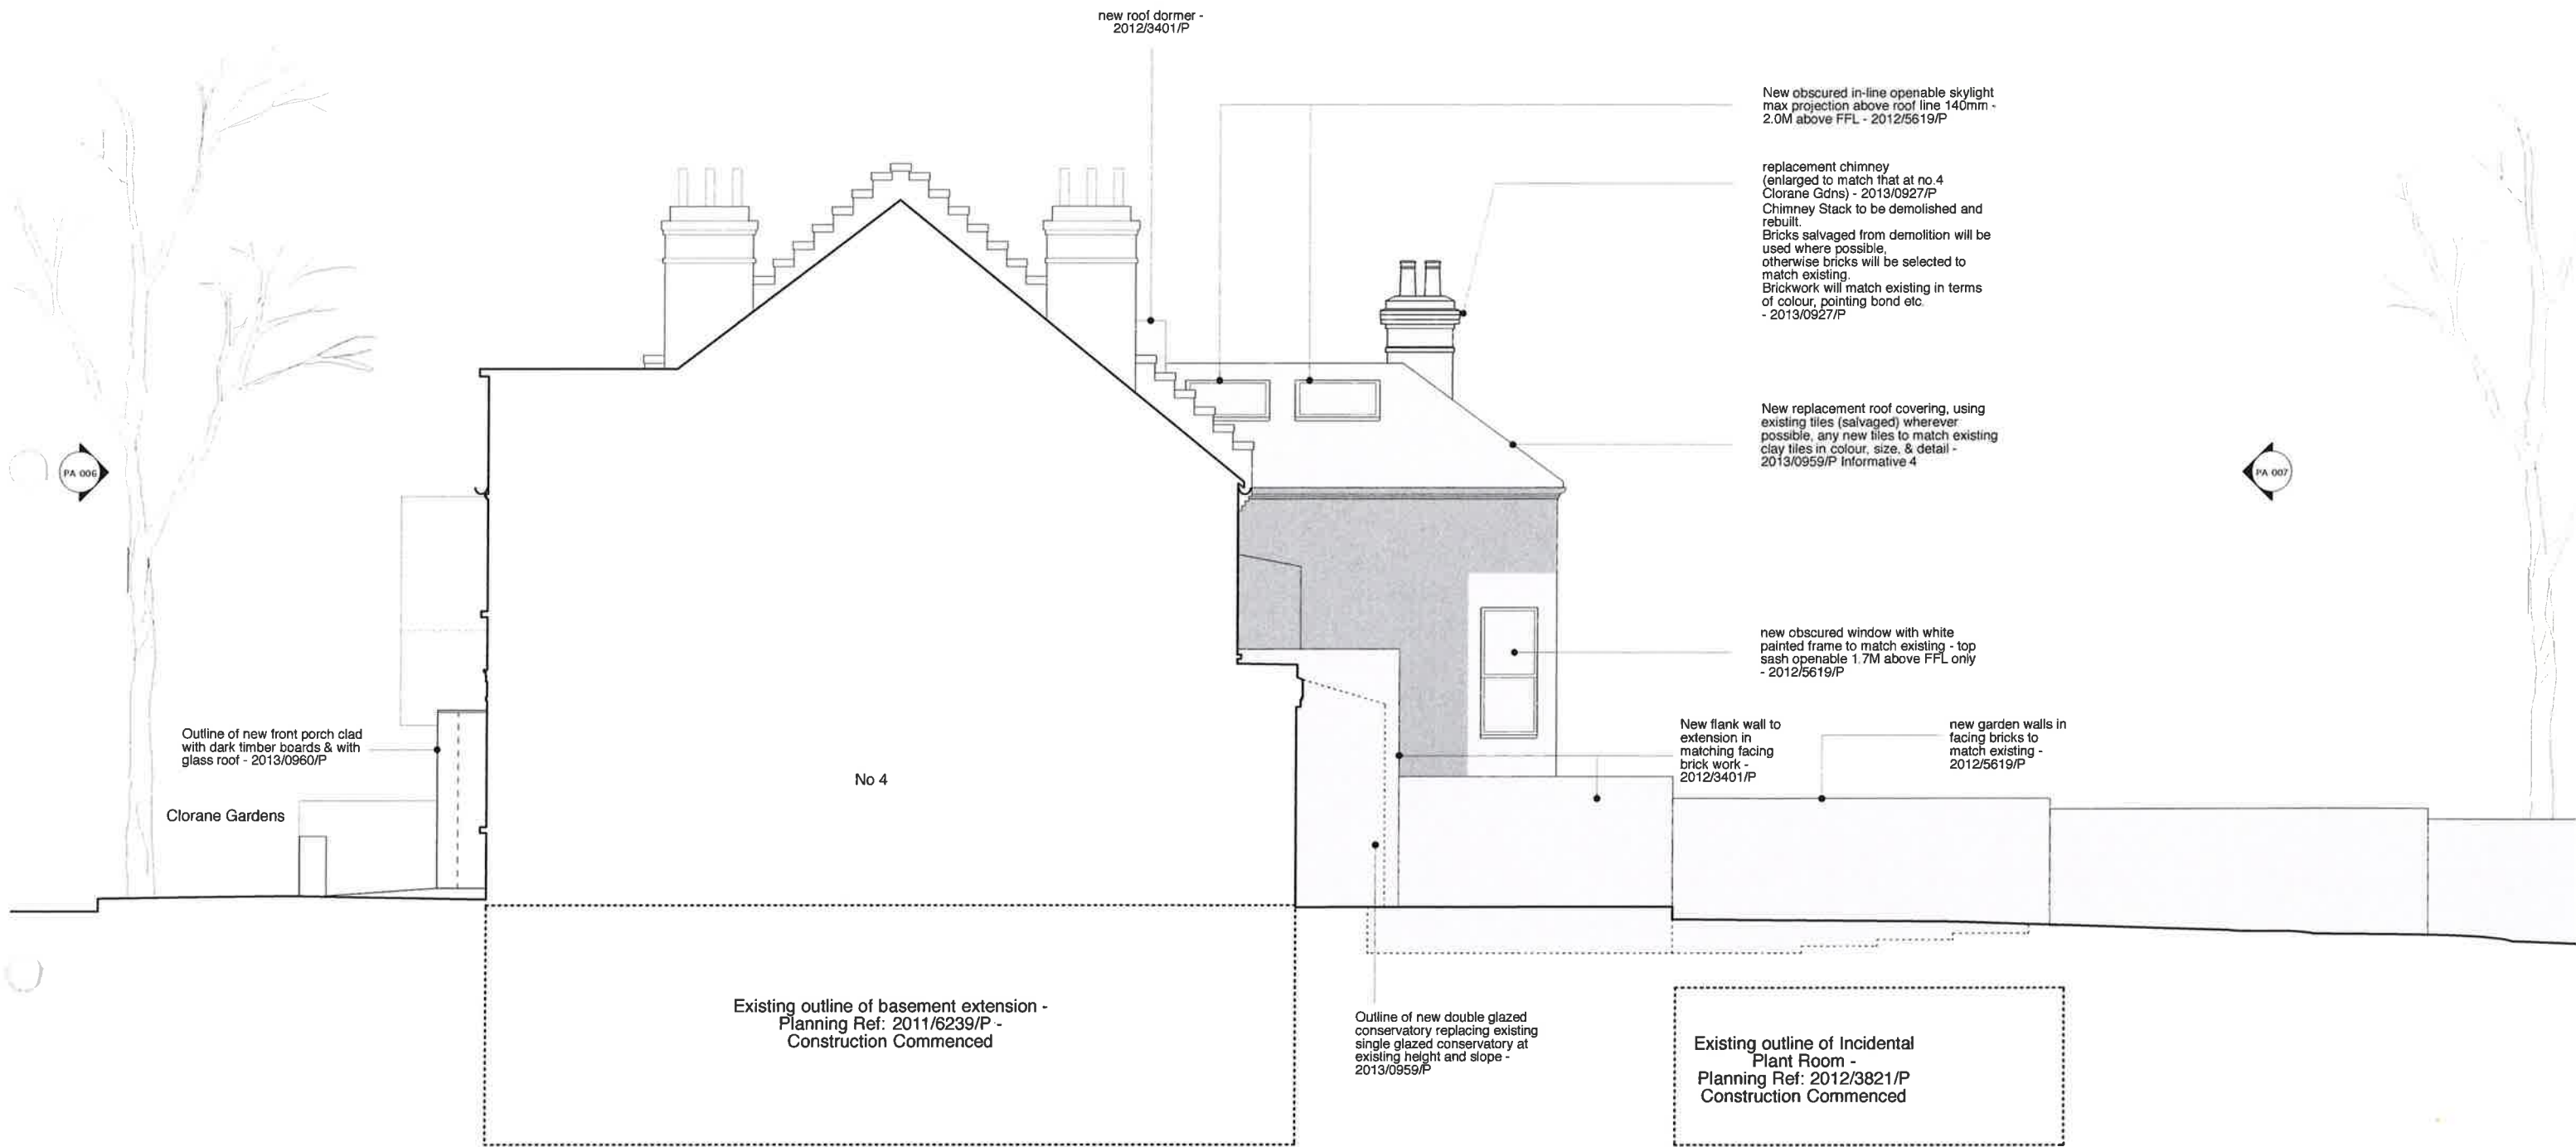 new roof dormer -
2012/3401/P
New obscured in-line openable skylight
max projection above roof line 140mm -
2.0M above FFL - 2012/5619/P
replacement chimney
(enlarged to match that at no.4
Clorane Gdns) - 2013/0927/P
Chimney Stack to be demolished and
rebuilt.
Bricks salvaged from demolition will be
used where possible,
otherwise bricks will be selected to
match existing.
Brickwork will match existing in terms
of colour, pointing bond etc.
- 2013/0927/P
New replacement roof covering, using
existing tiles (salvaged) wherever
possible, any new tiles to match existing
clay tiles in colour, size, & detail -
2013/0959/P Informative 4
PA 006
PA 007
new obscured window with white
painted frame to match existing - top
sash openable 1.7M above FFL only
- 2012/5619/P
New flank wall to
extension in
matching facing
brick work -
2012/3401/P
new garden walls in
facing bricks to
match existing -
2012/5619/P
Outline of new front porch clad
with dark timber boards & with
glass roof - 2013/0960/P
No 4
Clorane Gardens
Existing outline of basement extension -
Planning Ref: 2011/6239/P -
Construction Commenced
Outline of new double glazed
conservatory replacing existing
single glazed conservatory at
existing height and slope -
2013/0959/P
Existing outline of Incidental
Plant Room -
Planning Ref: 2012/3821/P
Construction Commenced